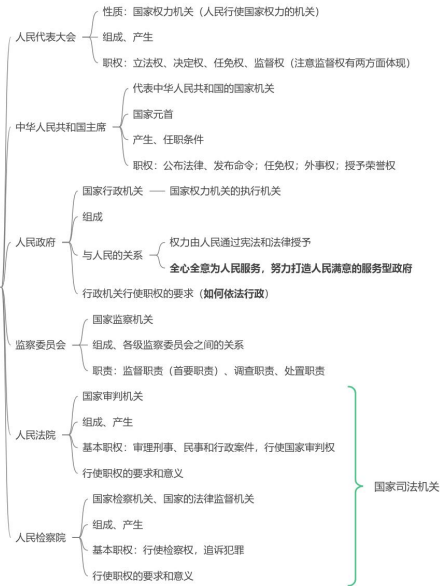 人民代表大会
性质：国家权力机关（人民行使国家权力的机关）
组成、产生
职权：立法权、决定权、任免权、监督权（注意监督权有两方面体现）
中华人民共和国主席
代表中华人民共和国的国家机关
国家元首
产生、任职条件
职权：公布法律、发布命令；任免权；外事权；授予荣誉权
人民政府
国家行政机关
国家权力机关的执行机关
组成
与人民的关系
权力由人民通过宪法和法律授予
全心全意为人民服务，努力打造人民满意的服务型政府
行政机关行使职权的要求（如何依法行政）
监察委员会
国家监察机关
组成、各级监察委员会之间的关系
职责：监督职责（首要职责）、调查职责、处置职责
人民法院
国家审判机关
组成、产生
基本职权：审理刑事、民事和行政案件，行使国家审判权
行使职权的要求和意义
人民检察院
国家检察机关、国家的法律监督机关
组成、产生
基本职权：行使检察权，追诉犯罪
行使职权的要求和意义
国家司法机关